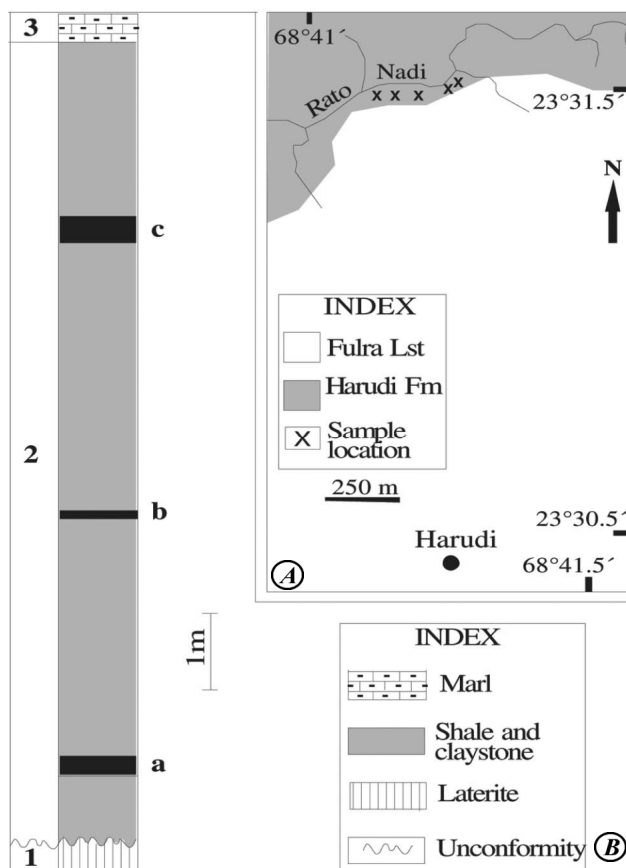 3
c
2
b
a
1
1m
68°41´
Rato Nadi
23°31.5´
N
INDEX
Fulra Lst
Harudi Fm
X Sample
location
250 m
23°30.5´
Harudi
68°41.5´
A
INDEX
Marl
Shale and
claystone
Laterite
Unconformity
B